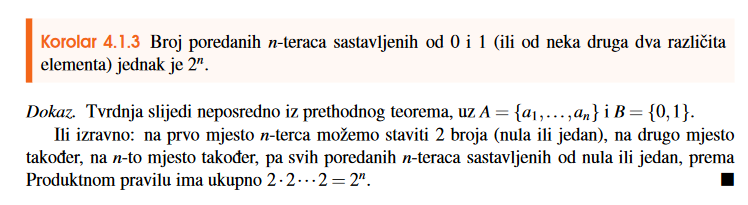 Korolar 4.1.3 Broj poredanih n-teraca sastavljenih od 0 i 1 (ili od neka druga dva različita
elementa) jednak je 2ⁿ.
Dokaz. Tvrdnja slijedi neposredno iz prethodnog teorema, uz A = {a₁,...,aₙ} i B = {0,1}.
Ili izravno: na prvo mjesto n-terca možemo staviti 2 broja (nula ili jedan), na drugo mjesto
također, na n-to mjesto također, pa svih poredanih n-teraca sastavljenih od nula ili jedan, prema
Produktnom pravilu ima ukupno 2·2···2 = 2ⁿ. ■